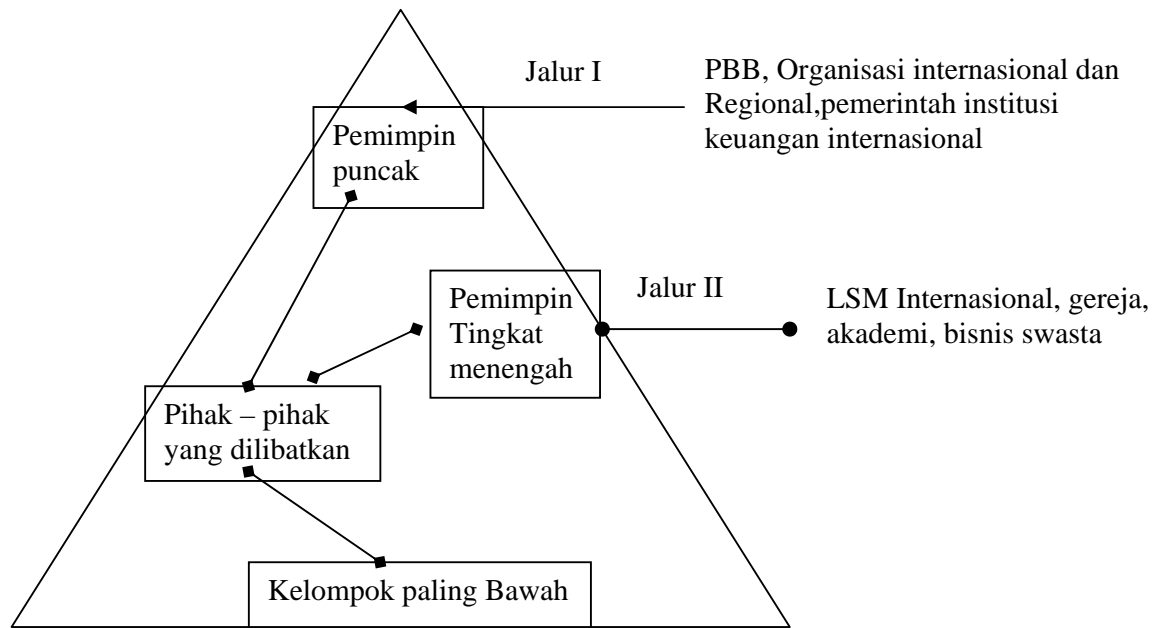 Jalur I
PBB, Organisasi internasional dan
Regional,pemerintah institusi
keuangan internasional
Pemimpin
puncak
Pemimpin
Tingkat
menengah
Jalur II
LSM Internasional, gereja,
akademi, bisnis swasta
Pihak – pihak
yang dilibatkan
Kelompok paling Bawah